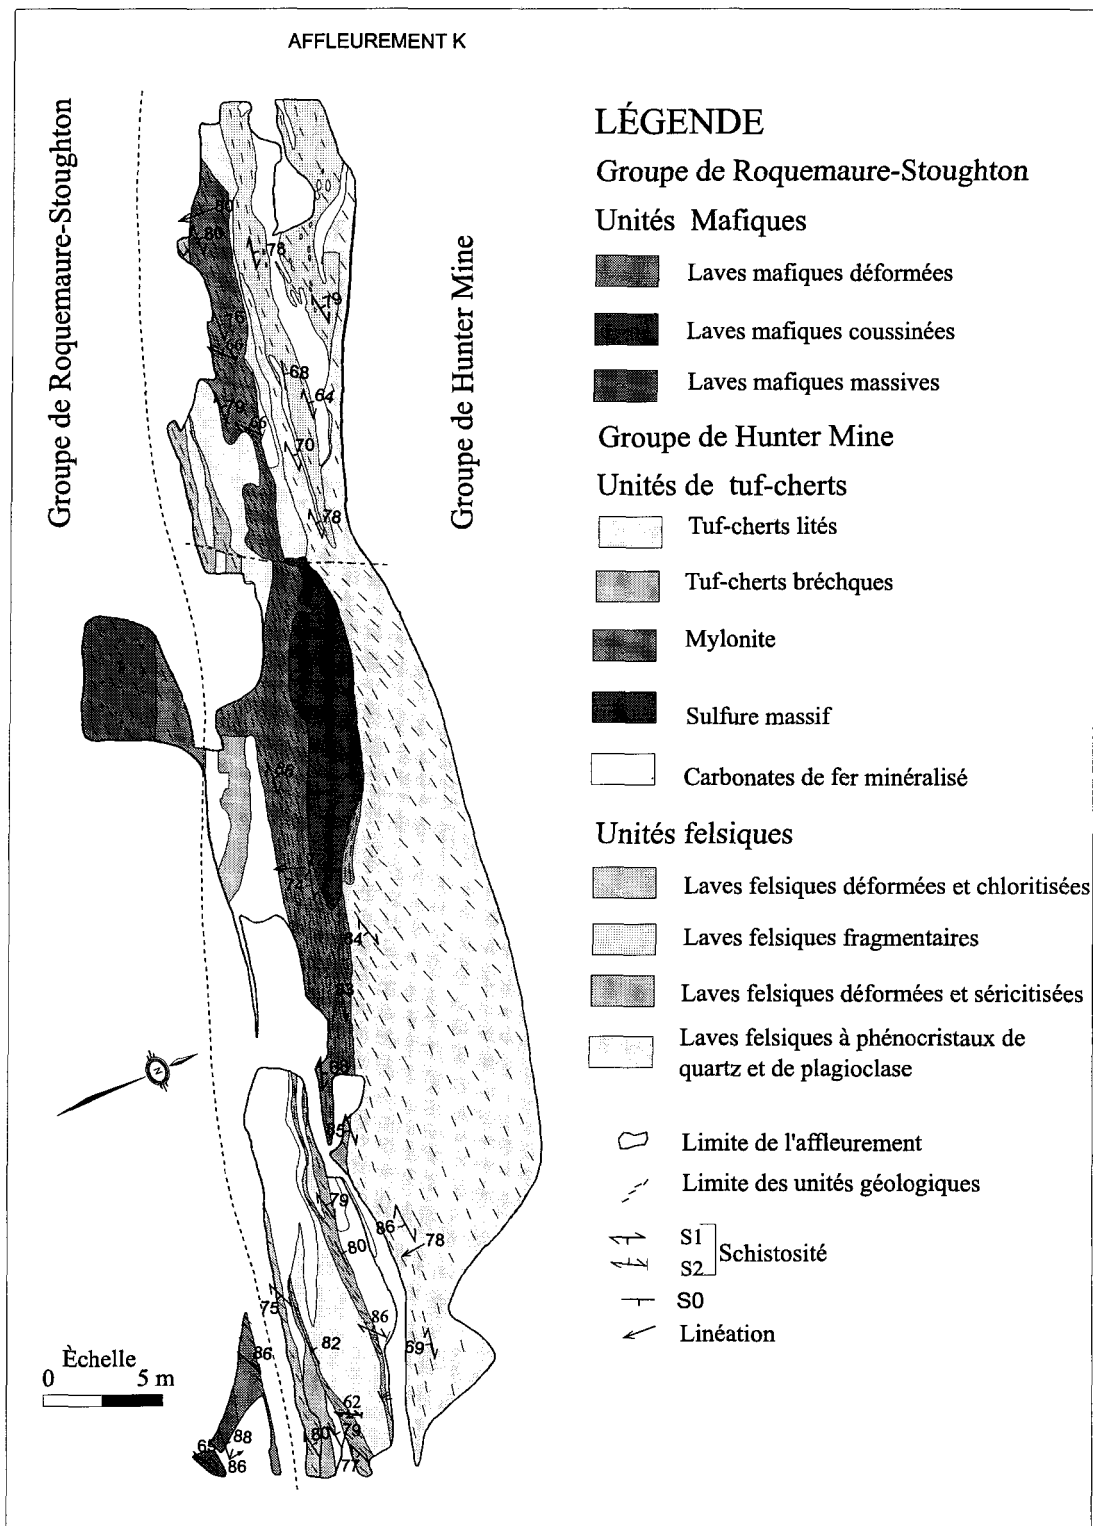 AFFLEUREMENT K
Groupe de Roquemaure-Stoughton
Groupe de Hunter Mine
80
80
78
79
76
68
64
79
66
70
78
86
74
84
83
80
85
79
86
78
80
75
86
82
69
86
62
88
65
86
80
79
77
N
Èchelle
0 5 m
LÉGENDE
Groupe de Roquemaure-Stoughton
Unités Mafiques
Laves mafiques déformées
Laves mafiques coussinées
Laves mafiques massives
Groupe de Hunter Mine
Unités de tuf-cherts
Tuf-cherts lités
Tuf-cherts bréchques
Mylonite
Sulfure massif
Carbonates de fer minéralisé
Unités felsiques
Laves felsiques déformées et chloritisées
Laves felsiques fragmentaires
Laves felsiques déformées et séricitisées
Laves felsiques à phénocristaux de
quartz et de plagioclase
Limite de l'affleurement
Limite des unités géologiques
S1
S2
Schistosité
S0
Linéation